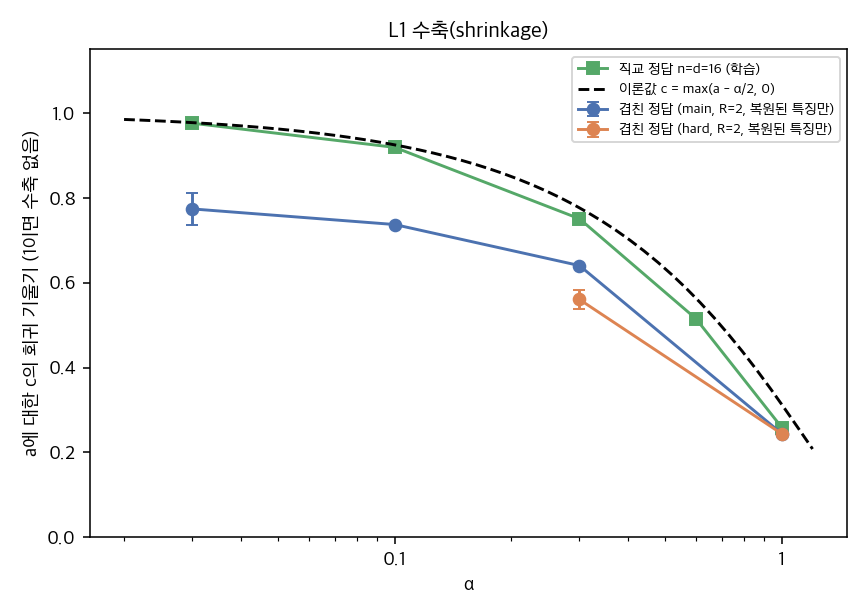 L1 수축(shrinkage)
직교 정답 n=d=16 (학습)
이론값 c = max(a − α/2, 0)
겹친 정답 (main, R=2, 복원된 특징만)
겹친 정답 (hard, R=2, 복원된 특징만)
a에 대한 c의 회귀 기울기 (1이면 수축 없음)
1.0
0.8
0.6
0.4
0.2
0.0
0.1
1
α